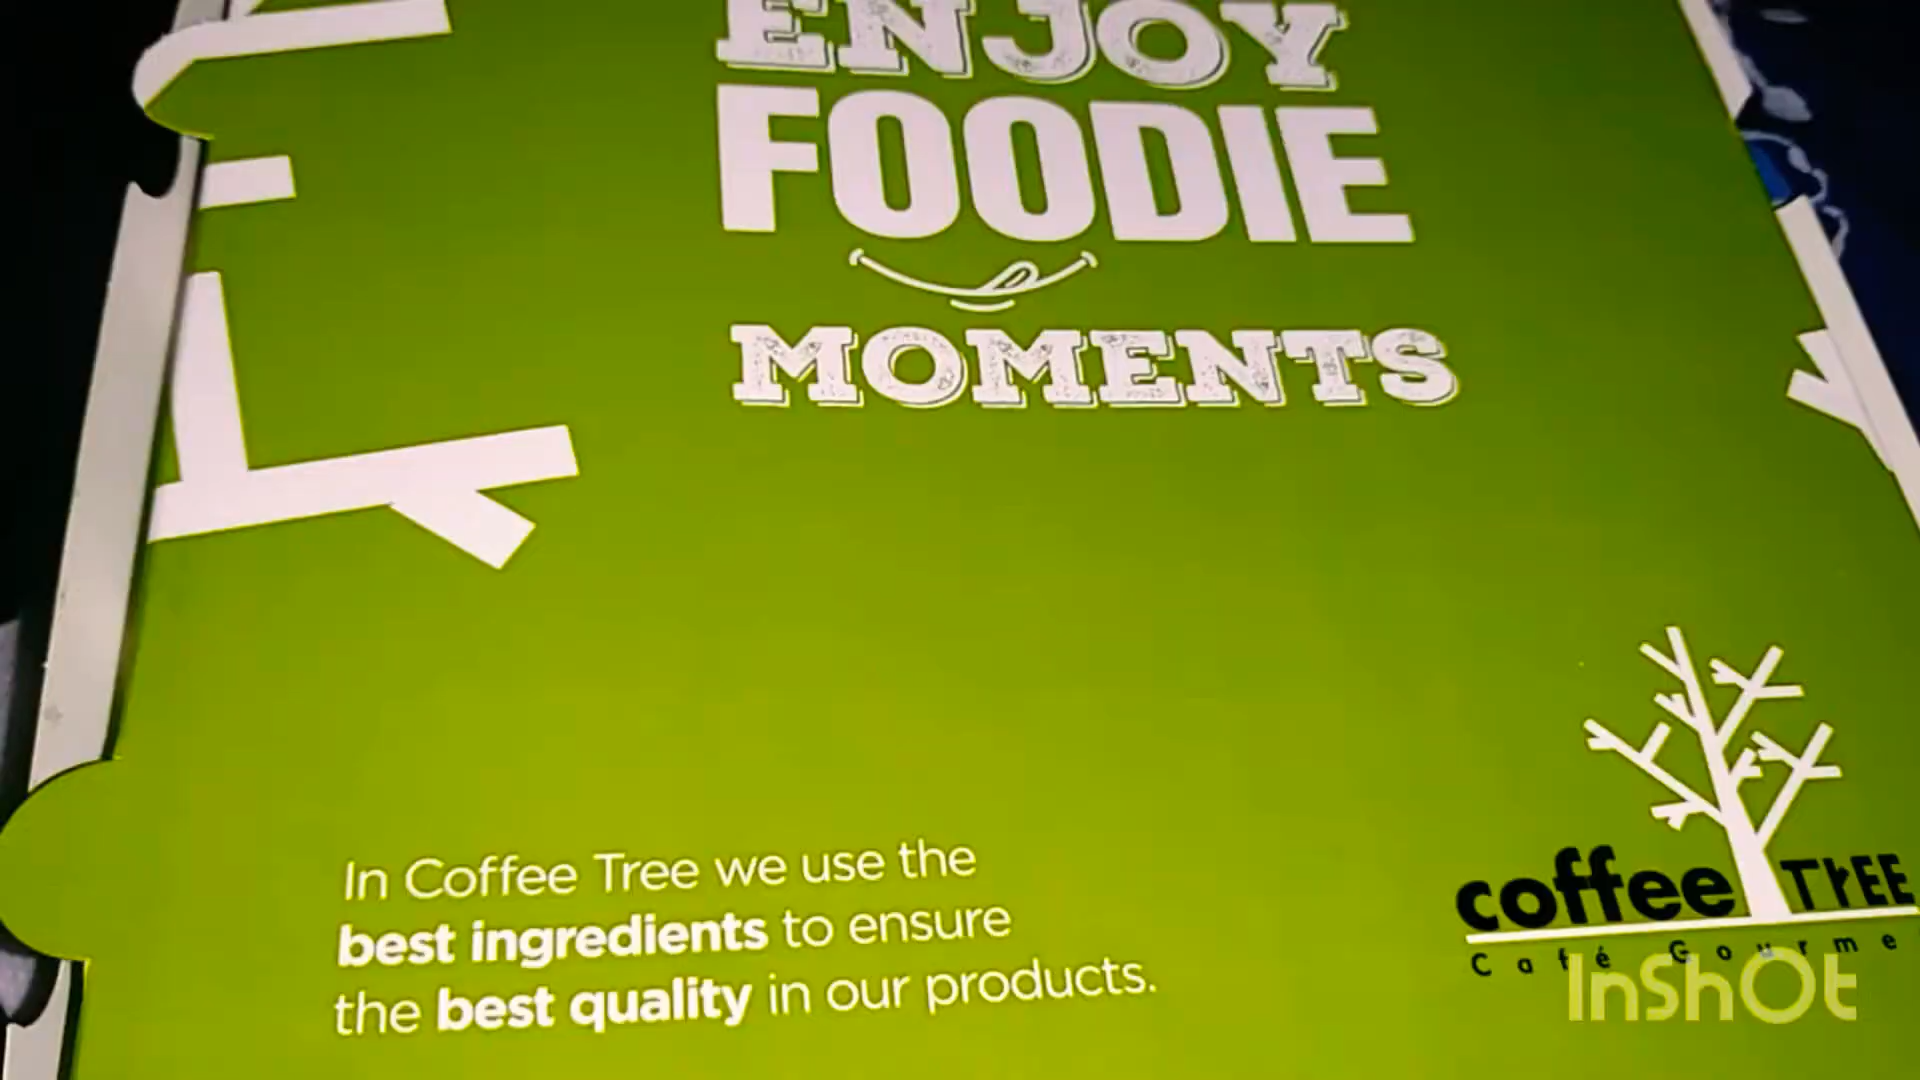 ENJOY
FOODIE
MOMENTS
In Coffee Tree we use the
best ingredients to ensure
the best quality in our products.
coffee TrEE
Café Gourme
InShOt